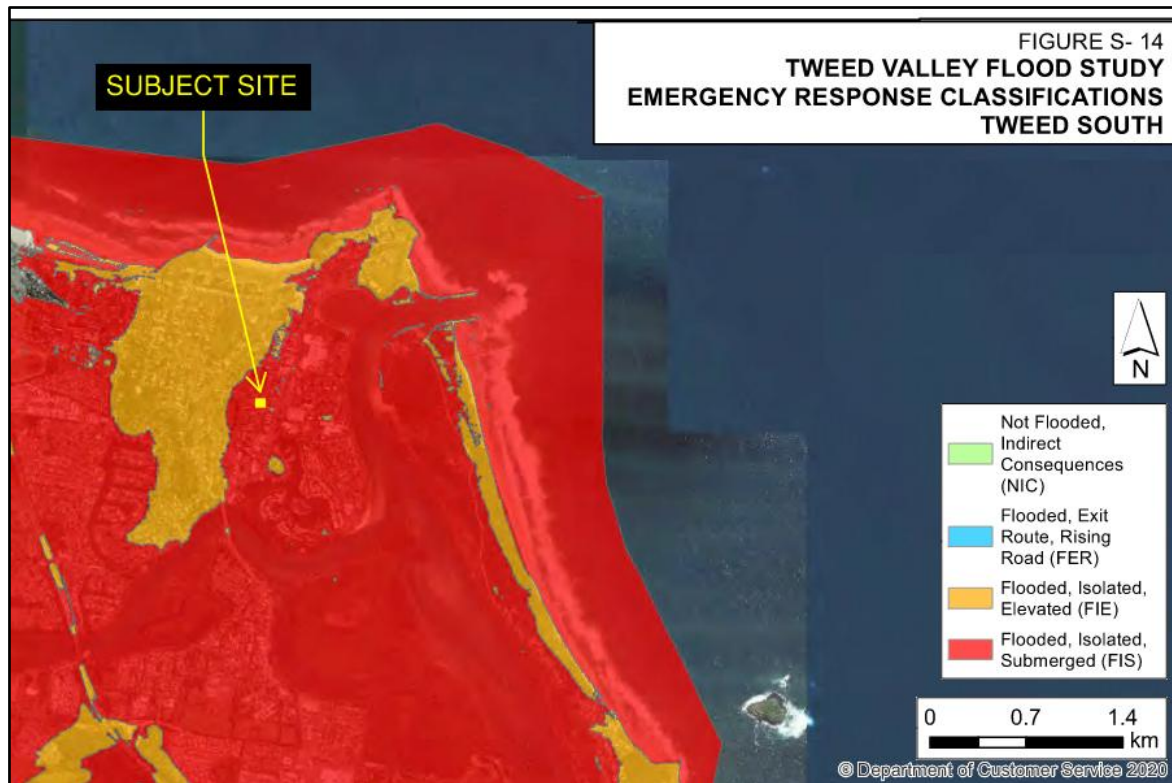 FIGURE S- 14
TWEED VALLEY FLOOD STUDY
EMERGENCY RESPONSE CLASSIFICATIONS
TWEED SOUTH
SUBJECT SITE
N
Not Flooded,
Indirect
Consequences
(NIC)
Flooded, Exit
Route, Rising
Road (FER)
Flooded, Isolated,
Elevated (FIE)
Flooded, Isolated,
Submerged (FIS)
0 0.7 1.4
km
© Department of Customer Service 2020